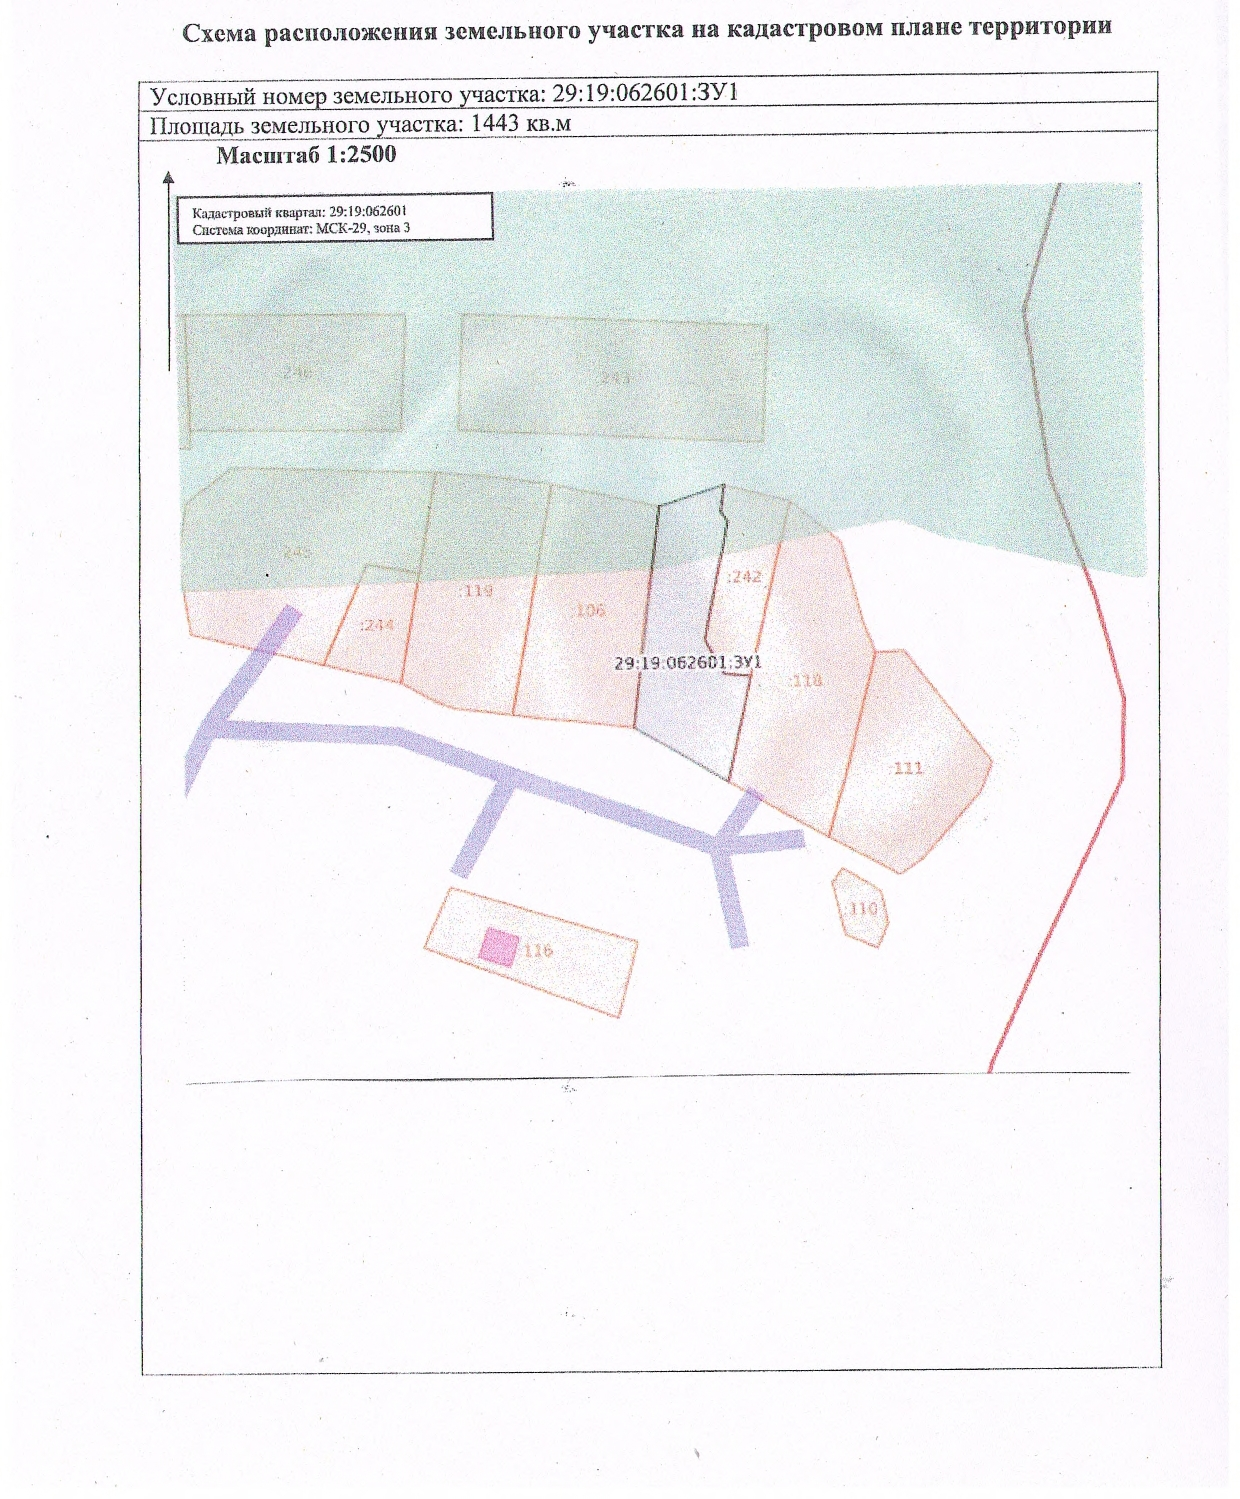 Схема расположения земельного участка на кадастровом плане территории
Условный номер земельного участка: 29:19:062601:ЗУ1
Площадь земельного участка: 1443 кв.м
Масштаб 1:2500
Кадастровый квартал: 29:19:062601
Система координат: МСК-29, зона 3
:243
:245
:242
:119
:106
:244
29:19:062601:ЗУ1
:118
:111
:110
:116